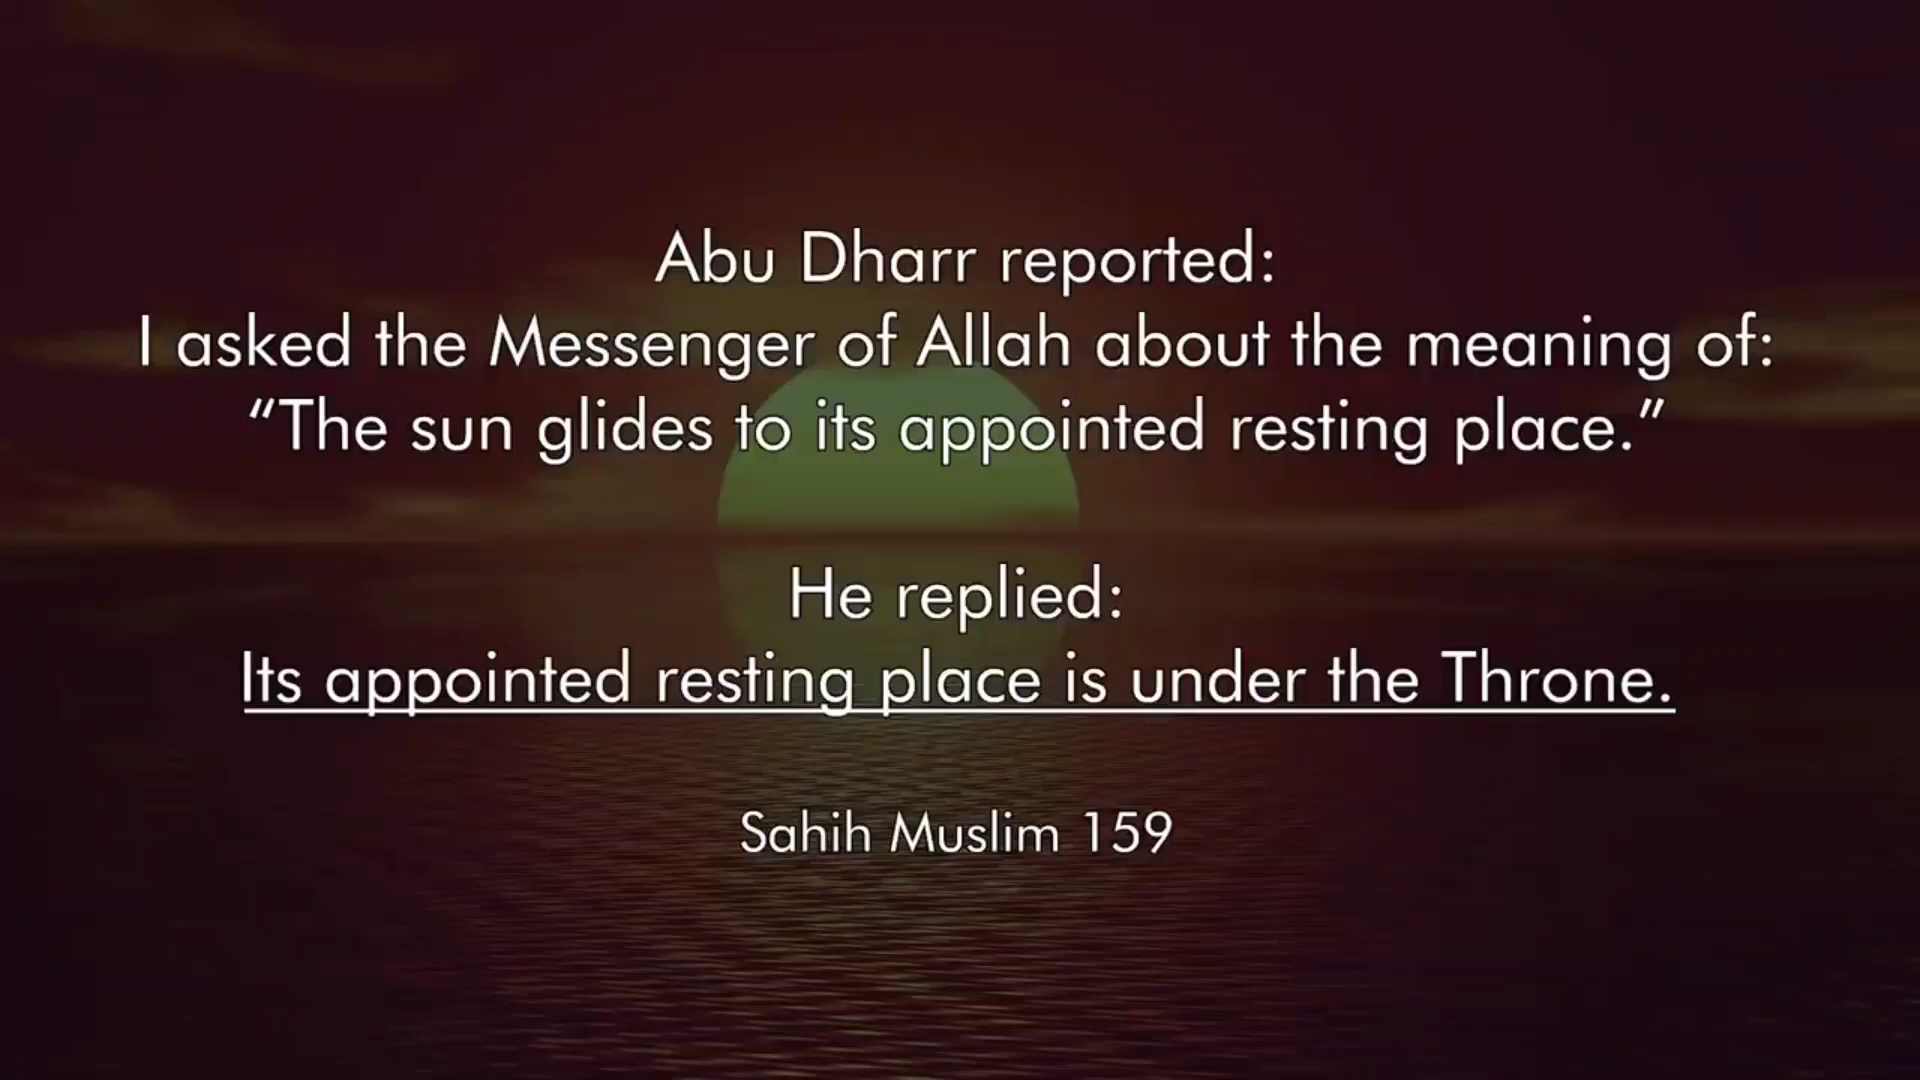 Abu Dharr reported:
I asked the Messenger of Allah about the meaning of:
“The sun glides to its appointed resting place.”
He replied:
Its appointed resting place is under the Throne.
Sahih Muslim 159